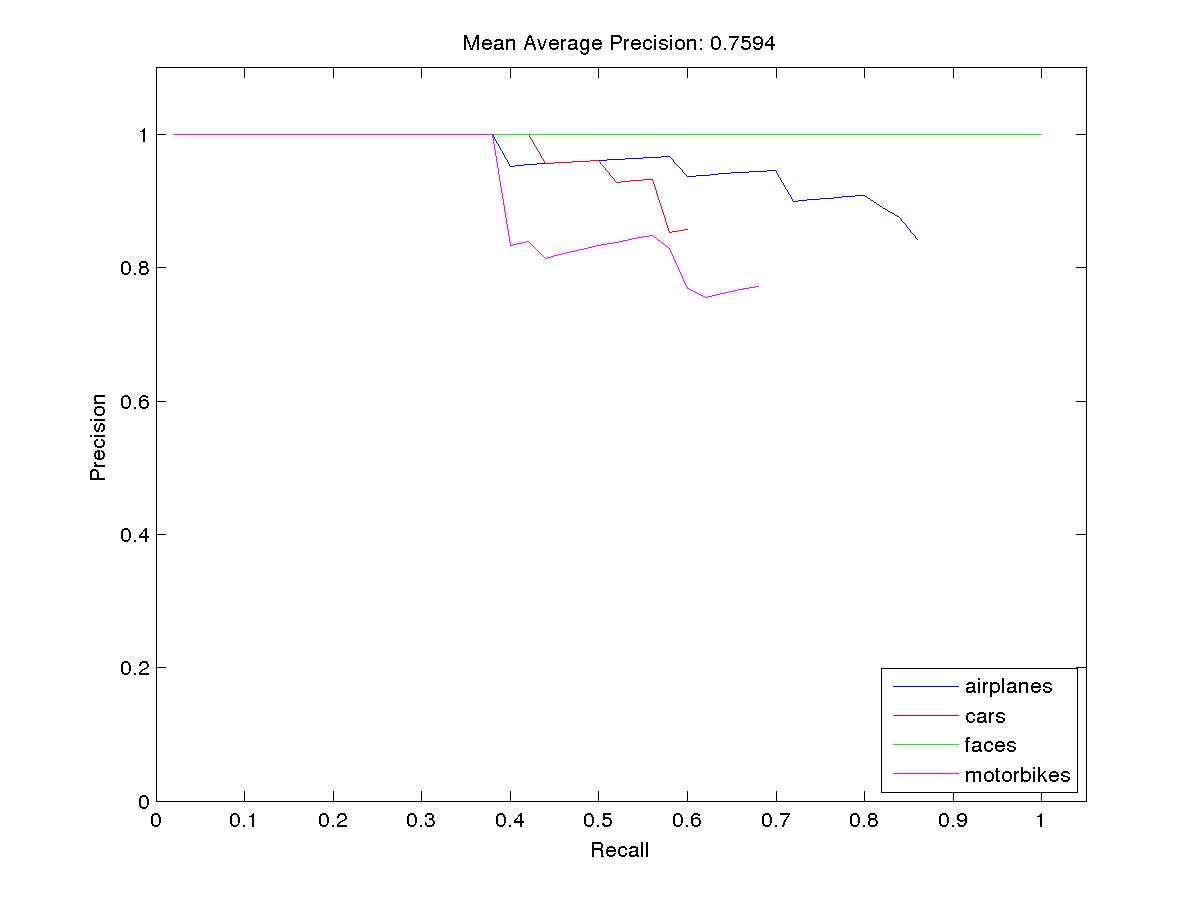 Mean Average Precision: 0.7594
1
0.8
0.6
0.4
0.2
0
Precision
0 0.1 0.2 0.3 0.4 0.5 0.6 0.7 0.8 0.9 1
Recall
airplanes
cars
faces
motorbikes